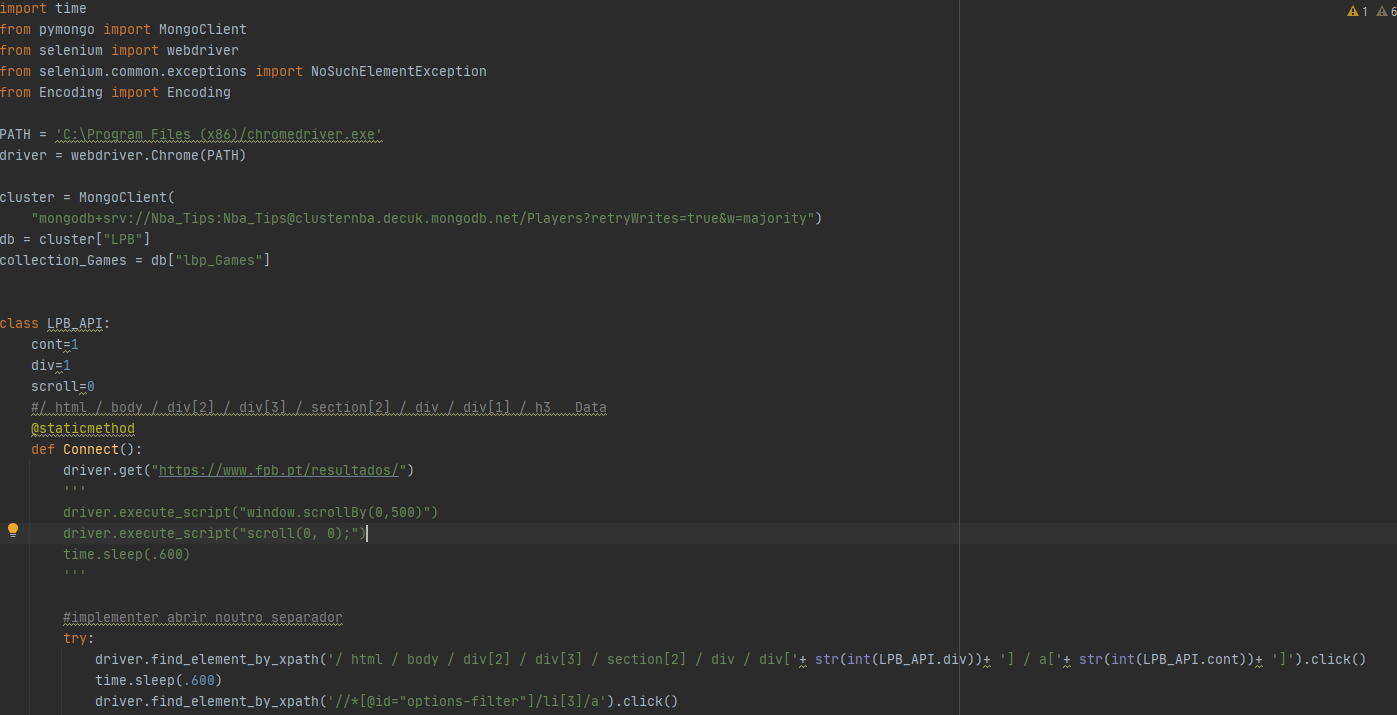 import time
from pymongo import MongoClient
from selenium import webdriver
from selenium.common.exceptions import NoSuchElementException
from Encoding import Encoding
PATH = 'C:\Program Files (x86)/chromedriver.exe'
driver = webdriver.Chrome(PATH)
cluster = MongoClient(
"mongodb+srv://Nba_Tips:Nba_Tips@clusternba.decuk.mongodb.net/Players?retryWrites=true&w=majority")
db = cluster["LPB"]
collection_Games = db["lbp_Games"]
class LPB_API:
cont=1
div=1
scroll=0
#/ html / body / div[2] / div[3] / section[2] / div / div[1] / h3   Data
@staticmethod
def Connect():
driver.get("https://www.fpb.pt/resultados/")
'''
driver.execute_script("window.scrollBy(0,500)")
driver.execute_script("scroll(0, 0);")
time.sleep(.600)
'''
#implementer abrir noutro separador
try:
driver.find_element_by_xpath('/ html / body / div[2] / div[3] / section[2] / div / div['+ str(int(LPB_API.div))+ '] / a['+ str(int(LPB_API.cont))+ ']').click()
time.sleep(.600)
driver.find_element_by_xpath('//*[@id="options-filter"]/li[3]/a').click()
1 6